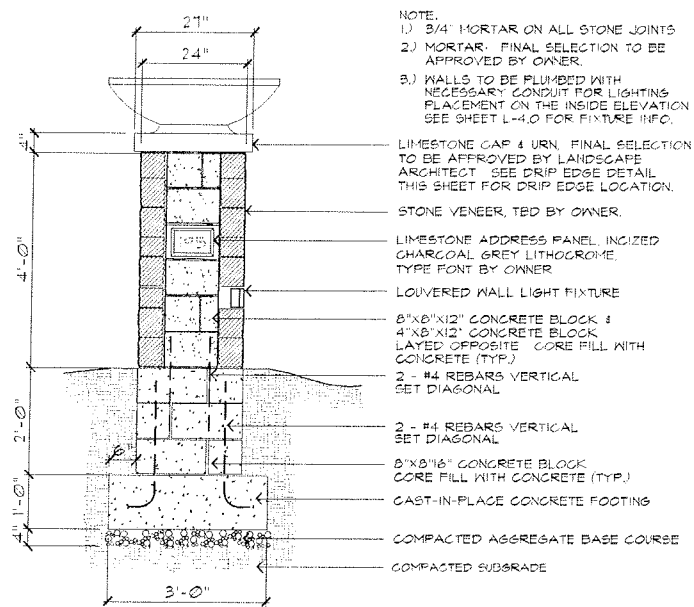 27"
24"
NOTE.
1.) 3/4" MORTAR ON ALL STONE JOINTS
2.) MORTAR: FINAL SELECTION TO BE
APPROVED BY OWNER.
3.) WALLS TO BE PLUMBED WITH
NECESSARY CONDUIT FOR LIGHTING
PLACEMENT ON THE INSIDE ELEVATION
SEE SHEET L-4.0 FOR FIXTURE INFO.
4"
LIMESTONE CAP & URN, FINAL SELECTION
TO BE APPROVED BY LANDSCAPE
ARCHITECT SEE DRIP EDGE DETAIL
THIS SHEET FOR DRIP EDGE LOCATION.
STONE VENEER, TBD BY OWNER.
LIMESTONE ADDRESS PANEL, INCIZED
CHARCOAL GREY LITHOCROME,
TYPE FONT BY OWNER
4'-0"
LOUVERED WALL LIGHT FIXTURE
8"X8"X12" CONCRETE BLOCK &
4"X8"X12" CONCRETE BLOCK
LAYED OPPOSITE CORE FILL WITH
CONCRETE (TYP.)
2 - #4 REBARS VERTICAL
SET DIAGONAL
2'-0"
2 - #4 REBARS VERTICAL
SET DIAGONAL
6"
8"X8"16" CONCRETE BLOCK
CORE FILL WITH CONCRETE (TYP.)
1'-0"
CAST-IN-PLACE CONCRETE FOOTING
4"
COMPACTED AGGREGATE BASE COURSE
COMPACTED SUBGRADE
3'-0"